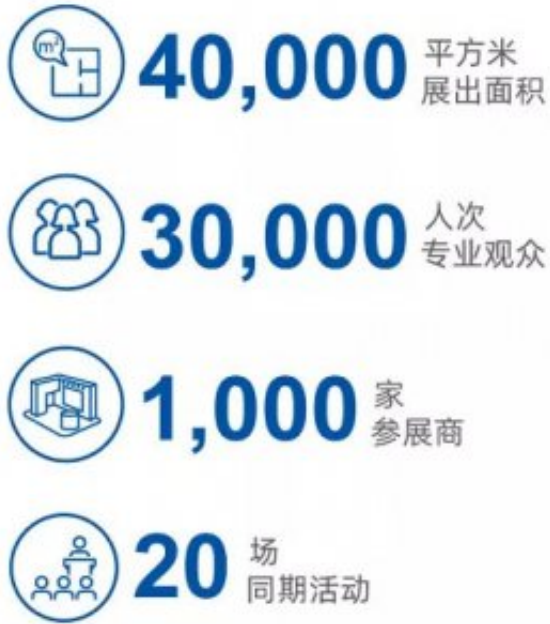 m²
40,000 平方米
展出面积
30,000 人次
专业观众
1,000 家
参展商
20 场
同期活动